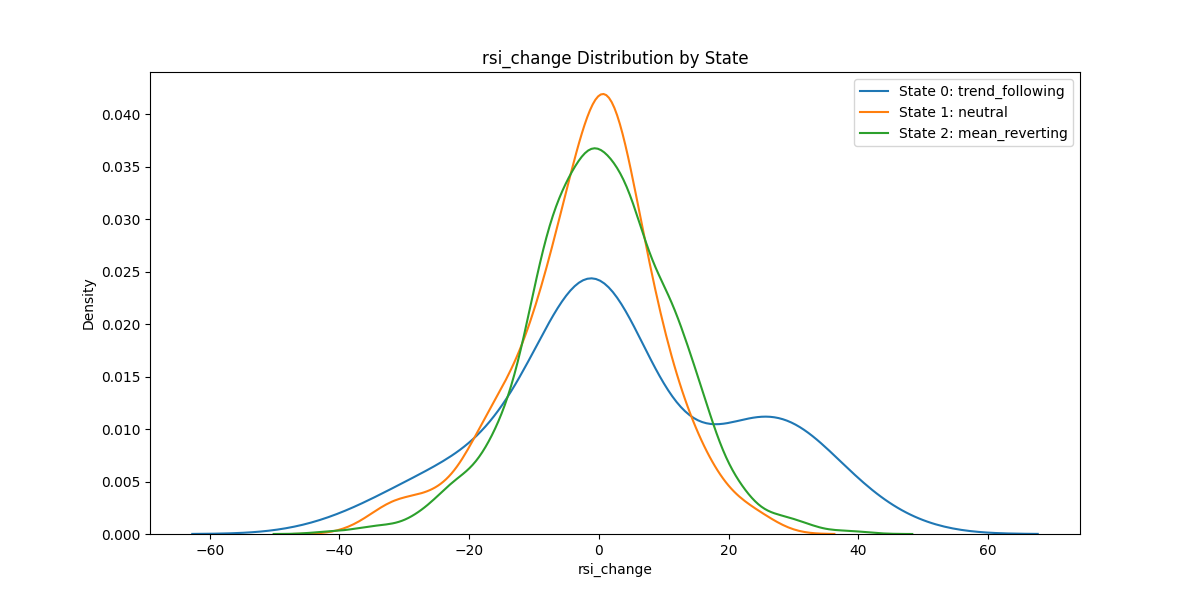 rsi_change Distribution by State
State 0: trend_following
State 1: neutral
State 2: mean_reverting
Density
0.040
0.035
0.030
0.025
0.020
0.015
0.010
0.005
0.000
−60 −40 −20 0 20 40 60
rsi_change